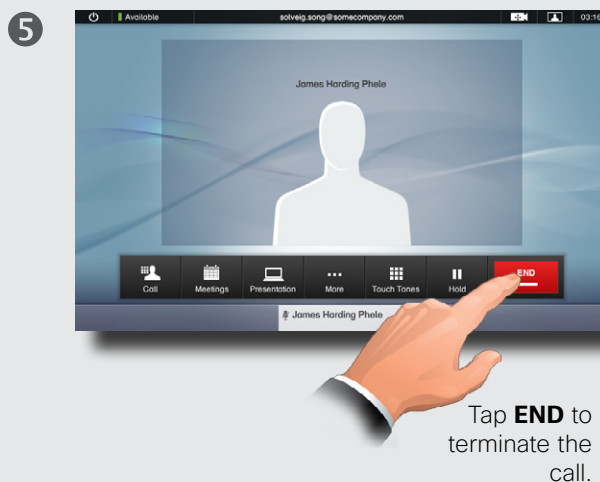 5
Available
solveig.song@somecompany.com
03:16
James Harding Phele
Call
Meetings
Presentation
More
Touch Tones
Hold
END
James Harding Phele
Tap END to
terminate the
call.